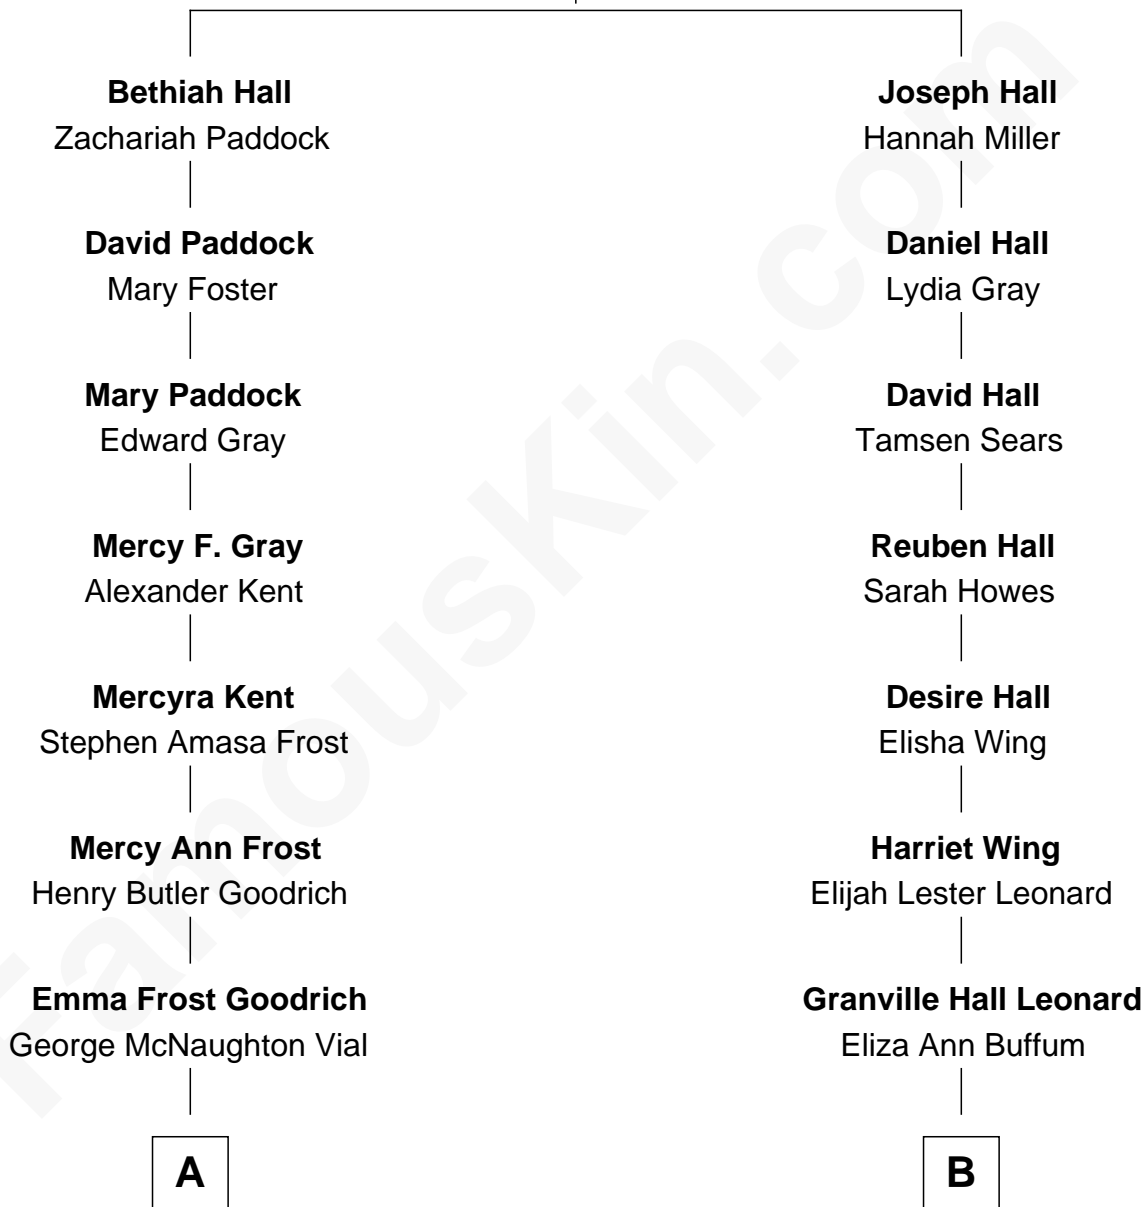 Bethiah Hall
Zachariah Paddock
David Paddock
Mary Foster
Mary Paddock
Edward Gray
Mercy F. Gray
Alexander Kent
Mercyra Kent
Stephen Amasa Frost
Mercy Ann Frost
Henry Butler Goodrich
Emma Frost Goodrich
George McNaughton Vial
A
Joseph Hall
Hannah Miller
Daniel Hall
Lydia Gray
David Hall
Tamsen Sears
Reuben Hall
Sarah Howes
Desire Hall
Elisha Wing
Harriet Wing
Elijah Lester Leonard
Granville Hall Leonard
Eliza Ann Buffum
B
FamousKin.com